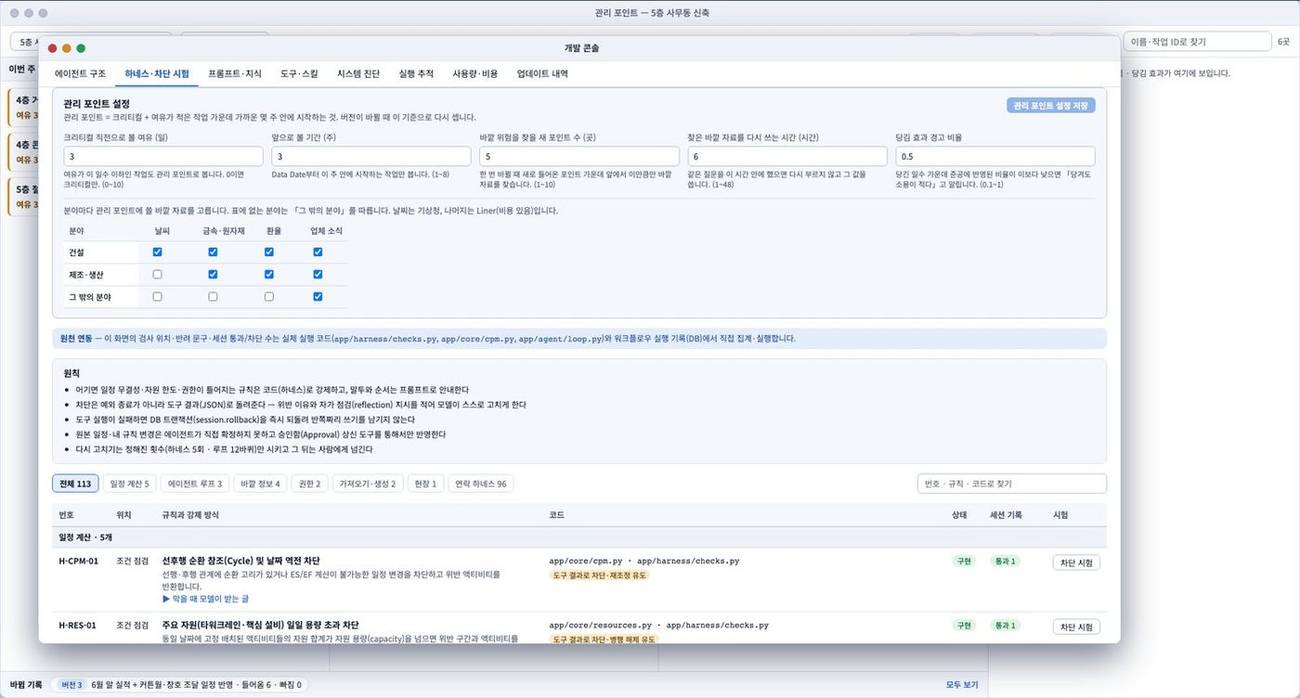 관리 포인트 — 5층 사무동 신축
5층
이름·작업 ID로 찾기
6곳
개발 콘솔
이번 주
에이전트 구조
하네스·차단 시험
프롬프트·지식
도구·스킬
시스템 진단
실행 추적
사용량·비용
업데이트 내역
· 당김 효과가 여기에 보입니다.
4층
여유 3
4층
여유 3
5층
여유 3
관리 포인트 설정
관리 포인트 설정 저장
관리 포인트 = 크리티컬 + 여유가 적은 작업 가운데 가까운 몇 주 안에 시작하는 것. 버전이 바뀔 때 이 기준으로 다시 셉니다.
크리티컬 직전으로 볼 여유 (일)
앞으로 볼 기간 (주)
바깥 위험을 찾을 새 포인트 수 (곳)
찾은 바깥 자료를 다시 쓰는 시간 (시간)
당김 효과 경고 비율
3
3
5
6
0.5
여유가 이 일수 이하인 작업도 관리 포인트로 봅니다. 0이면
크리티컬만. (0~10)
Data Date부터 이 주 안에 시작하는 작업만 봅니다. (1~8)
한 번 바뀔 때 새로 들어온 포인트 가운데 앞에서 이만큼만 바깥
자료를 찾습니다. (1~10)
같은 질문을 이 시간 안에 했으면 다시 부르지 않고 그 값을
씁니다. (1~48)
당긴 일수 가운데 준공에 반영된 비율이 이보다 낮으면 「당겨도
소용이 적다」고 알립니다. (0.1~1)
분야마다 관리 포인트에 쓸 바깥 자료를 고릅니다. 표에 없는 분야는 「그 밖의 분야」를 따릅니다. 날씨는 기상청, 나머지는 Liner(비용 있음)입니다.
분야
날씨
금속·원자재
환율
업체 소식
건설
제조·생산
그 밖의 분야
원천 연동 — 이 화면의 검사 위치·반려 문구·세션 통과/차단 수는 실제 실행 코드(app/harness/checks.py, app/core/cpm.py, app/agent/loop.py)와 워크플로우 실행 기록(DB)에서 직접 집계·실행합니다.
원칙
• 어기면 일정 무결성·자원 한도·권한이 틀어지는 규칙은 코드(하네스)로 강제하고, 말투와 순서는 프롬프트로 안내한다
• 차단은 예외 종료가 아니라 도구 결과(JSON)로 돌려준다 — 위반 이유와 자가 점검(reflection) 지시를 적어 모델이 스스로 고치게 한다
• 도구 실행이 실패하면 DB 트랜잭션(session.rollback)을 즉시 되돌려 반쪽짜리 쓰기를 남기지 않는다
• 원본 일정·내 규칙 변경은 에이전트가 직접 확정하지 못하고 승인함(Approval) 상신 도구를 통해서만 반영한다
• 다시 고치기는 정해진 횟수(하네스 5회 · 루프 12바퀴)만 시키고 그 뒤는 사람에게 넘긴다
전체 113
일정 계산 5
에이전트 루프 3
바깥 정보 4
권한 2
가져오기·생성 2
현장 1
연락 하네스 96
번호 · 규칙 · 코드로 찾기
번호
위치
규칙과 강제 방식
코드
상태
세션 기록
시험
일정 계산 · 5개
H-CPM-01
조건 점검
선후행 순환 참조(Cycle) 및 날짜 역전 차단
app/core/cpm.py · app/harness/checks.py
구현
통과 1
차단 시험
선행·후행 관계에 순환 고리가 있거나 ES/EF 계산이 불가능한 일정 변경을 차단하고 위반 액티비티를
반환합니다.
도구 결과로 차단·재조정 유도
▶ 막을 때 모델이 받는 글
H-RES-01
조건 점검
주요 자원(타워크레인·핵심 설비) 일일 용량 초과 차단
app/core/resources.py · app/harness/checks.py
구현
통과 1
차단 시험
동일 날짜에 고정 배치된 액티비티들의 자원 합계가 자원 용량(capacity)을 넘으면 위반 구간과 액티비티를
도구 결과로 차단·병행 해제 유도
바뀜 기록
버전 3
6월 말 실적 + 커튼월·창호 조달 일정 반영 · 들어옴 6 · 빠짐 0
모두 보기